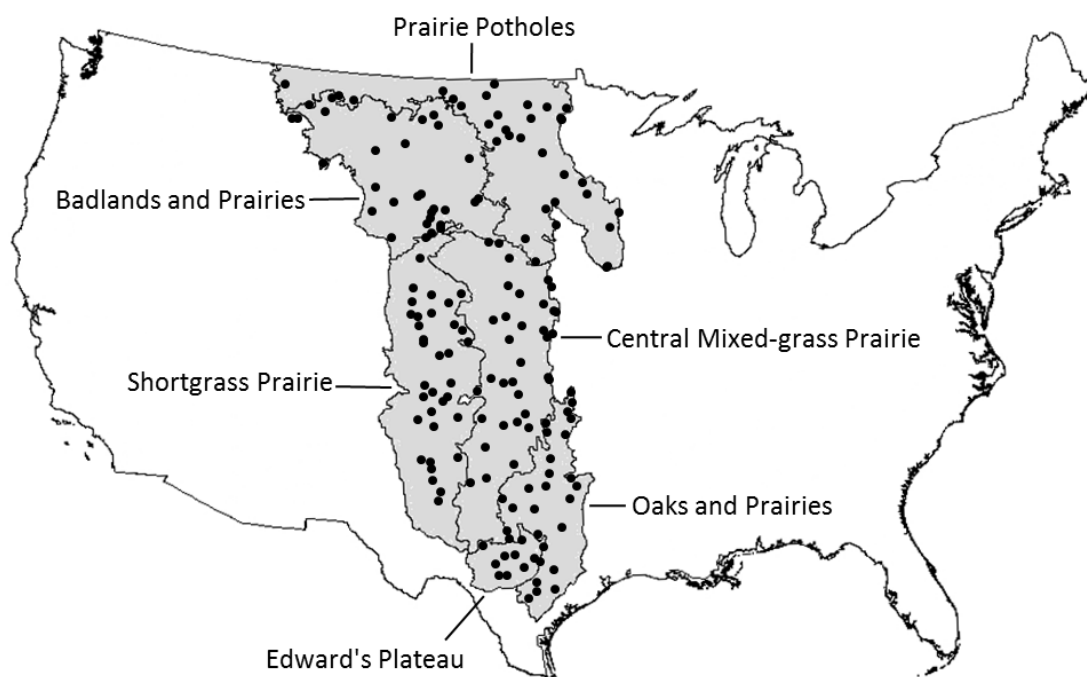 Prairie Potholes
Badlands and Prairies
Central Mixed-grass Prairie
Shortgrass Prairie
Oaks and Prairies
Edward's Plateau